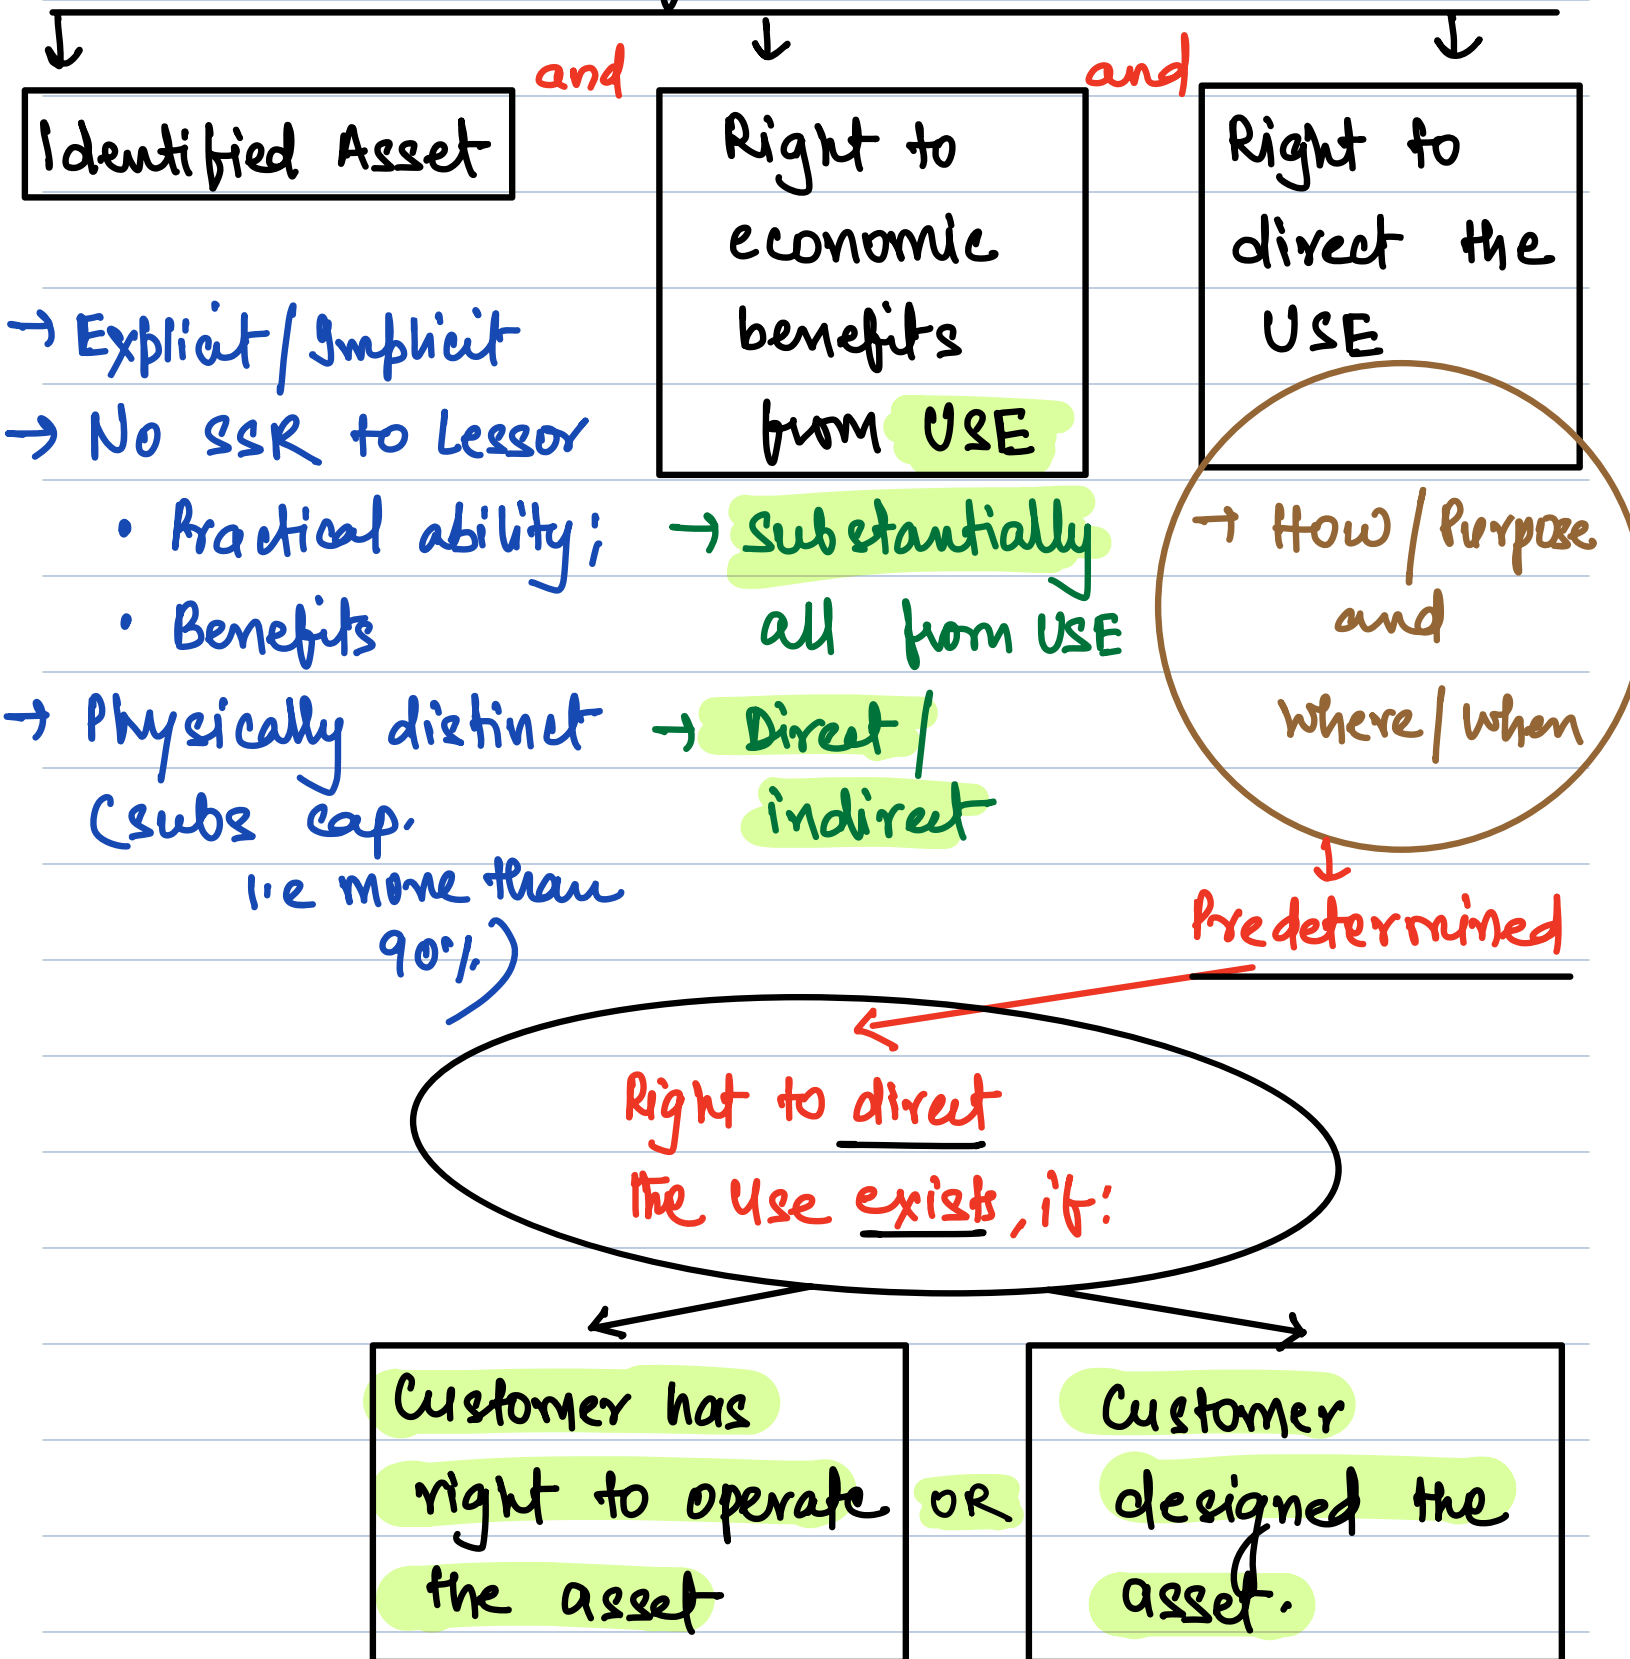 and and
Identified Asset
Right to
economic
benefits
from USE
Right to
direct the
USE
→ Explicit/Implicit
→ No SSR to Lessor
• Practical ability;
• Benefits
→ Physically distinct
(subs cap.
i.e more than
90%)
→ Substantially
all from USE
→ Direct/
indirect
→ How/Purpose
and
where/when
Predetermined
Right to direct
the use exists, if:
Customer has
right to operate
the asset
OR
Customer
designed the
asset.